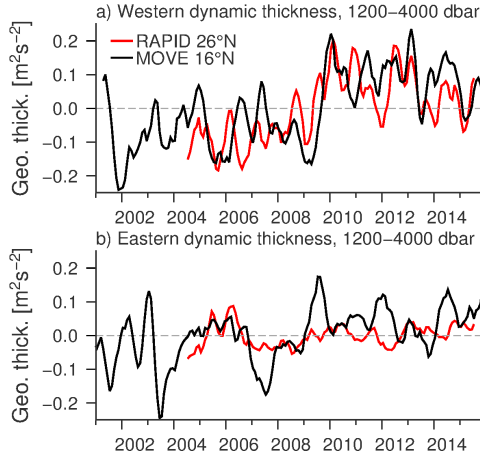 a) Western dynamic thickness, 1200−4000 dbar
RAPID 26°N
MOVE 16°N
Geo. thick. [m²s⁻²]
0.2
0.1
0.0
−0.1
−0.2
2002 2004 2006 2008 2010 2012 2014
b) Eastern dynamic thickness, 1200−4000 dbar
Geo. thick. [m²s⁻²]
0.2
0.1
0.0
−0.1
−0.2
2002 2004 2006 2008 2010 2012 2014